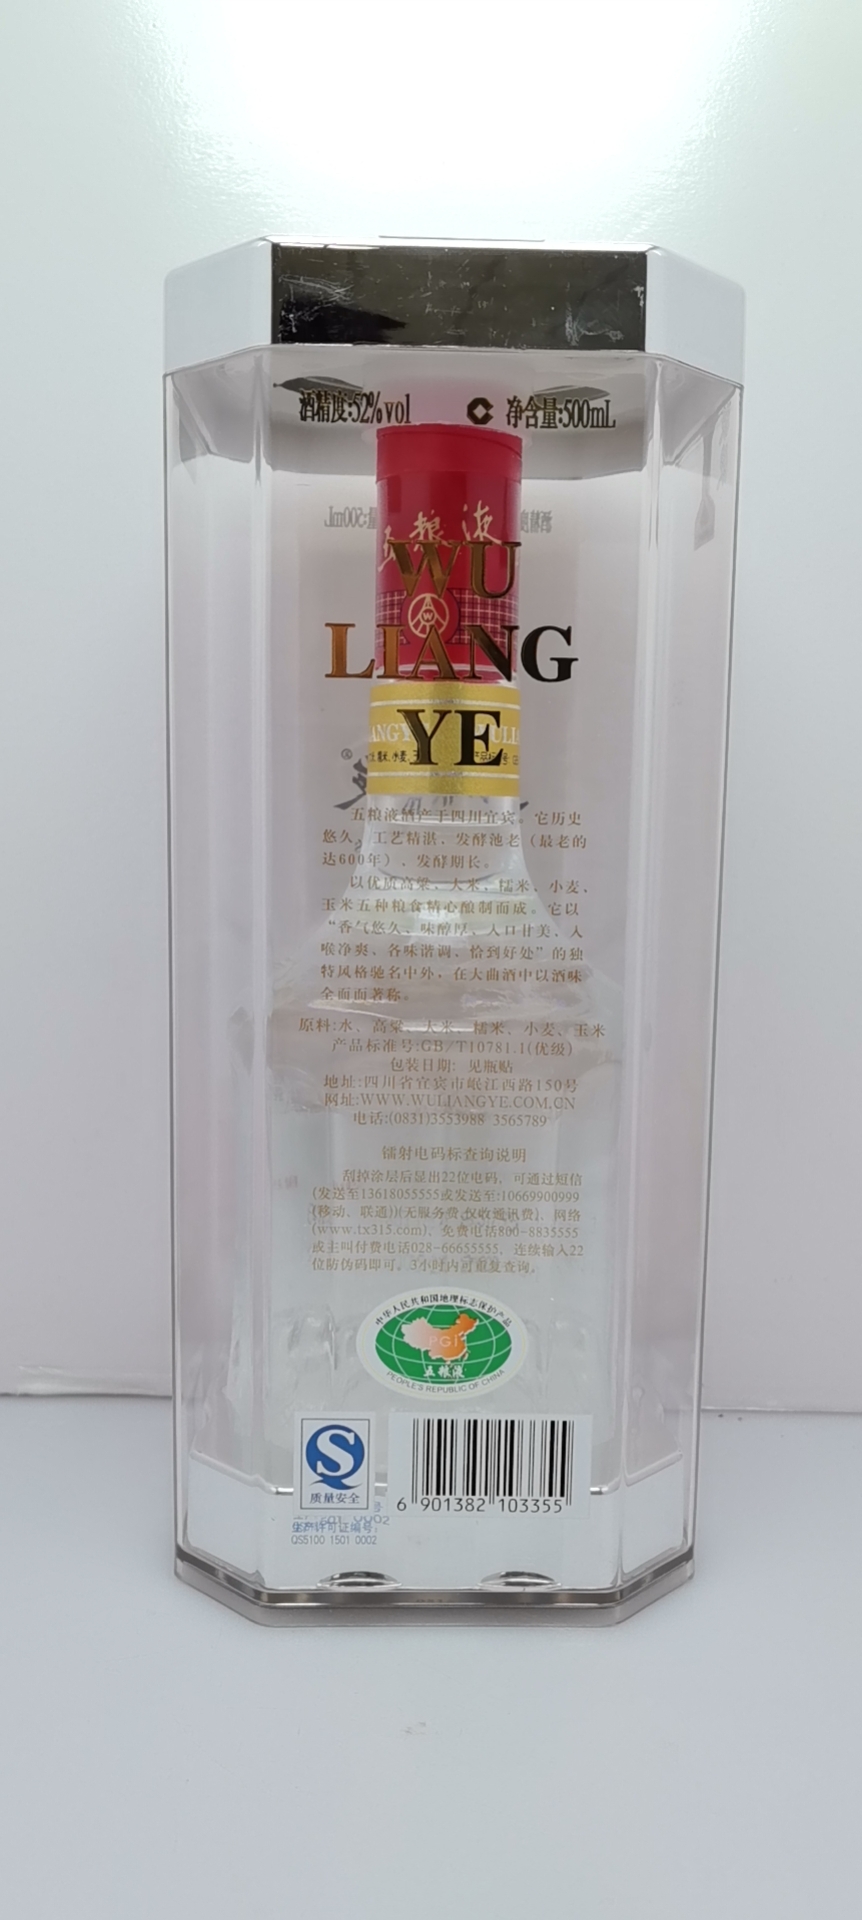 酒精度:52%vol 净含量:500mL
五粮液
WU
LIANG
YE
五粮液酒产于四川宜宾。它历史
悠久、工艺精湛、发酵池老（最老的
达600年）、发酵期长。
以优质高粱、大米、糯米、小麦、
玉米五种粮食精心酿制而成。它以
“香气悠久、味醇厚、入口甘美、入
喉净爽、各味谐调、恰到好处”的独
特风格驰名中外，在大曲酒中以酒味
全面而著称。
原料:水、高粱、大米、糯米、小麦、玉米
产品标准号:GB/T10781.1(优级)
包装日期: 见瓶贴
地址:四川省宜宾市岷江西路150号
网址:WWW.WULIANGYE.COM.CN
电话:(0831)3553988 3565789
镭射电码标查询说明
刮掉涂层后显出22位电码，可通过短信
(发送至13618055555或发送至:10669900999
(移动、联通))(无服务费,仅收通讯费)、网络
(www.tx315.com)、免费电话800-8835555
或主叫付费电话028-66655555，连续输入22
位防伪码即可。3小时内可重复查询。
中华人民共和国地理标志保护产品
PGI
五粮液
PEOPLE'S REPUBLIC OF CHINA
质量安全
6 901382 103355
生产许可证编号:
QS5100 1501 0002